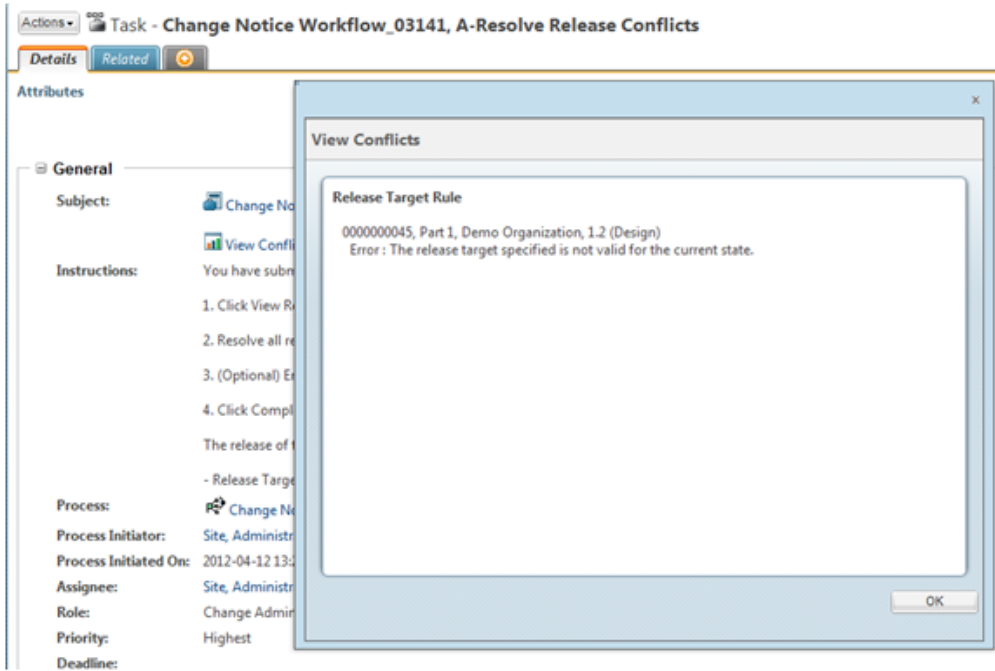 Actions
Task - Change Notice Workflow_03141, A-Resolve Release Conflicts
Details Related
Attributes
x
View Conflicts
General
Release Target Rule
Subject: Change No
0000000045, Part 1, Demo Organization, 1.2 (Design)
View Confli
Error : The release target specified is not valid for the current state.
Instructions: You have subm
1. Click View R
2. Resolve all re
3. (Optional) E
4. Click Compl
The release of t
- Release Targe
Process: Change No
Process Initiator: Site, Administr
Process Initiated On: 2012-04-12 13:2
Assignee: Site, Administr
OK
Role: Change Admir
Priority: Highest
Deadline: